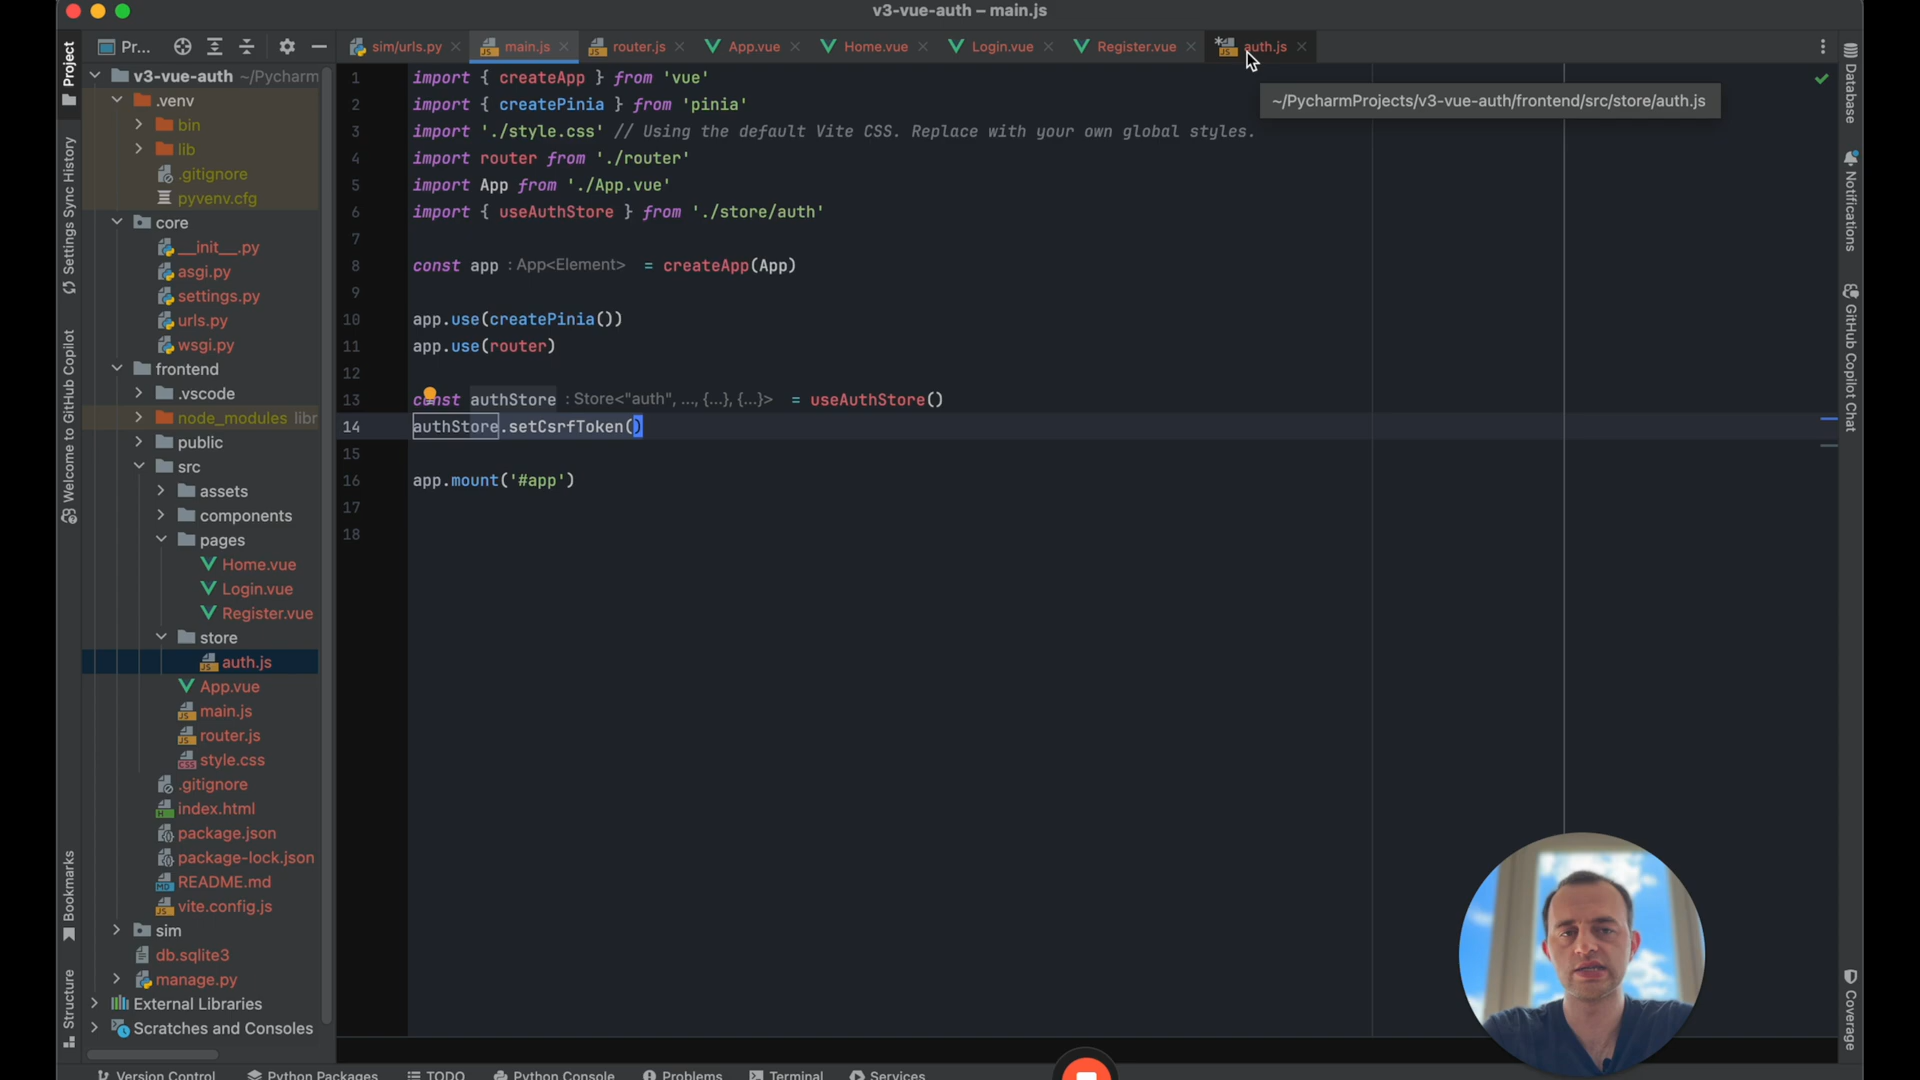 v3-vue-auth – main.js
Project
Pr...
sim/urls.py
main.js
router.js
App.vue
Home.vue
Login.vue
Register.vue
auth.js
~/PycharmProjects/v3-vue-auth/frontend/src/store/auth.js
v3-vue-auth ~/Pycharm
.venv
bin
lib
.gitignore
pyvenv.cfg
core
__init__.py
asgi.py
settings.py
urls.py
wsgi.py
frontend
.vscode
node_modules libr
public
src
assets
components
pages
Home.vue
Login.vue
Register.vue
store
auth.js
App.vue
main.js
router.js
style.css
.gitignore
index.html
package.json
package-lock.json
README.md
vite.config.js
sim
db.sqlite3
manage.py
External Libraries
Scratches and Consoles
1 import { createApp } from 'vue'
2 import { createPinia } from 'pinia'
3 import './style.css' // Using the default Vite CSS. Replace with your own global styles.
4 import router from './router'
5 import App from './App.vue'
6 import { useAuthStore } from './store/auth'
7
8 const app : App<Element> = createApp(App)
9
10 app.use(createPinia())
11 app.use(router)
12
13 const authStore : Store<"auth", ..., {...}, {...}> = useAuthStore()
14 authStore.setCsrfToken()
15
16 app.mount('#app')
17
18
Settings Sync History
Welcome to GitHub Copilot
Bookmarks
Structure
Database
Notifications
GitHub Copilot Chat
Coverage
Version Control
Python Packages
TODO
Python Console
Problems
Terminal
Services